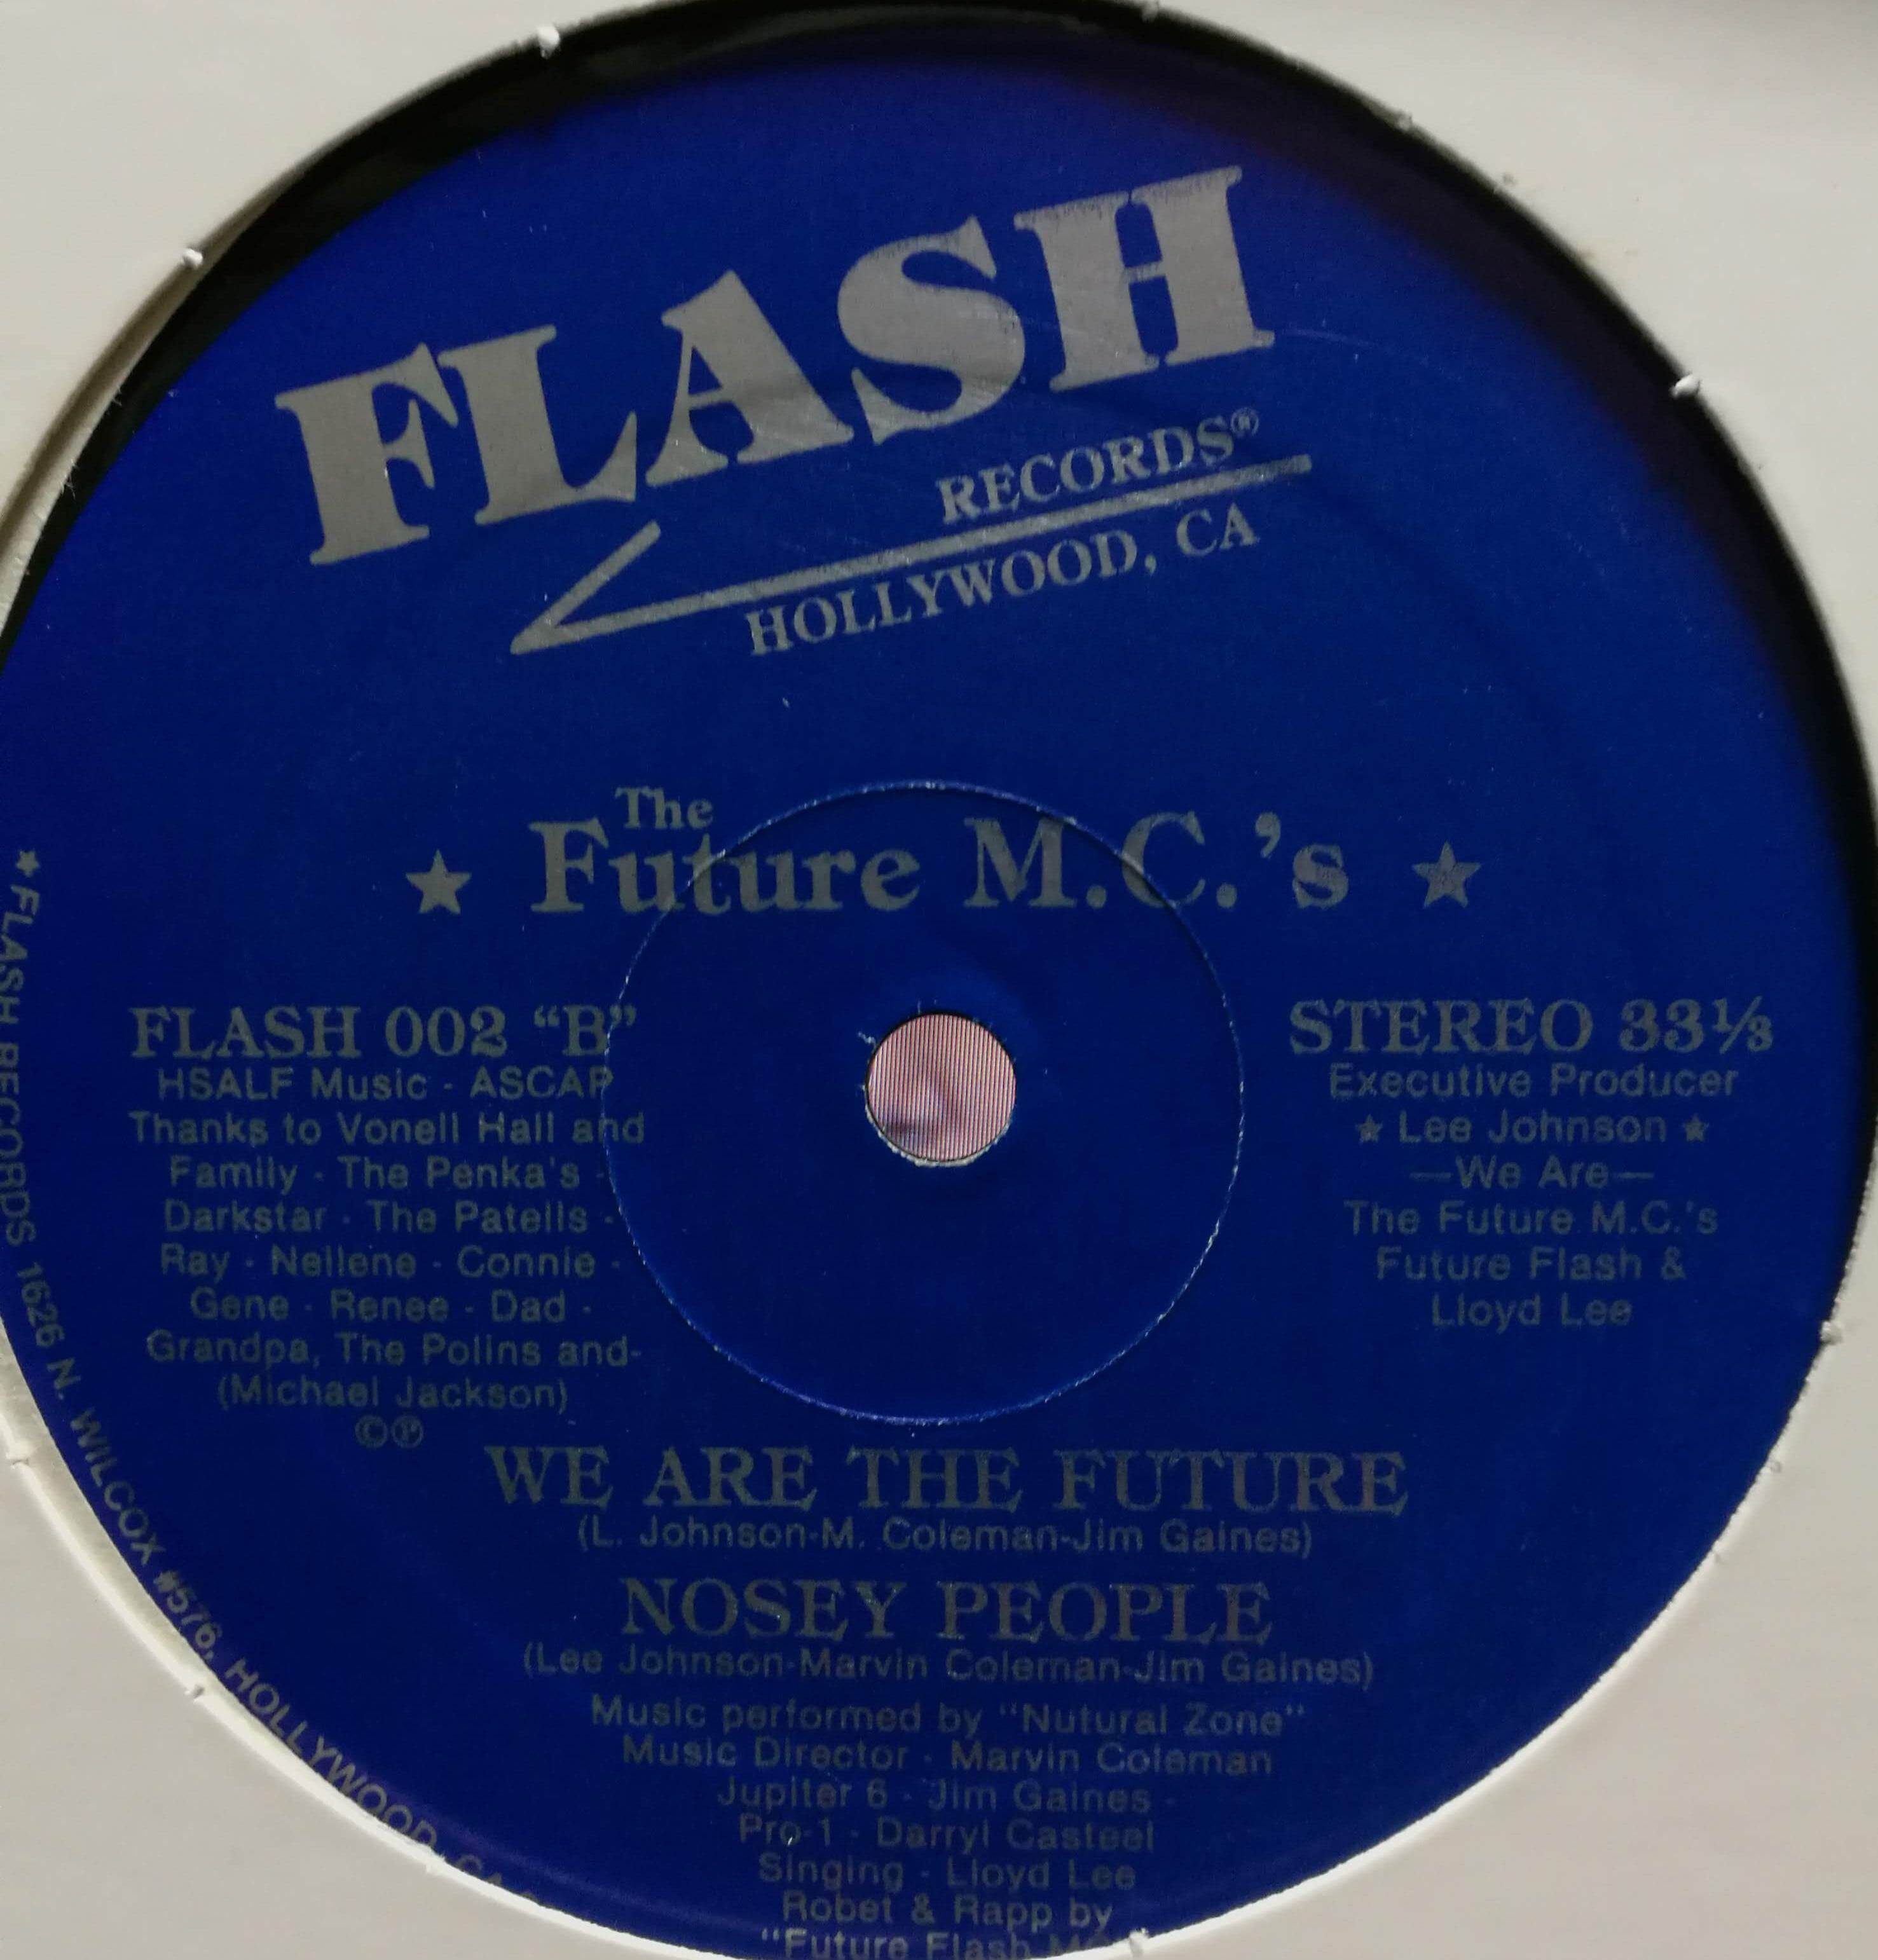 FLASH
RECORDS®
HOLLYWOOD, CA
The
★ Future M.C.'s ★
FLASH 002 “B”
HSALF Music - ASCAP
Thanks to Vonell Hall and
Family - The Penka's -
Darkstar - The Patells -
Ray - Nellene - Connie -
Gene - Renee - Dad -
Grandpa, The Polins and-
(Michael Jackson)
©℗
STEREO 33⅓
Executive Producer
★ Lee Johnson ★
—We Are—
The Future M.C.'s
Future Flash &
Lloyd Lee
WE ARE THE FUTURE
(L. Johnson-M. Coleman-Jim Gaines)
NOSEY PEOPLE
(Lee Johnson-Marvin Coleman-Jim Gaines)
Music performed by “Nutural Zone”
Music Director - Marvin Coleman
Jupiter 6 - Jim Gaines -
Pro-1 - Darryl Casteel
Singing - Lloyd Lee
Robet & Rapp by
“Future Flash
★ FLASH RECORDS 1626 N. WILCOX #576, HOLLYWOOD, CA